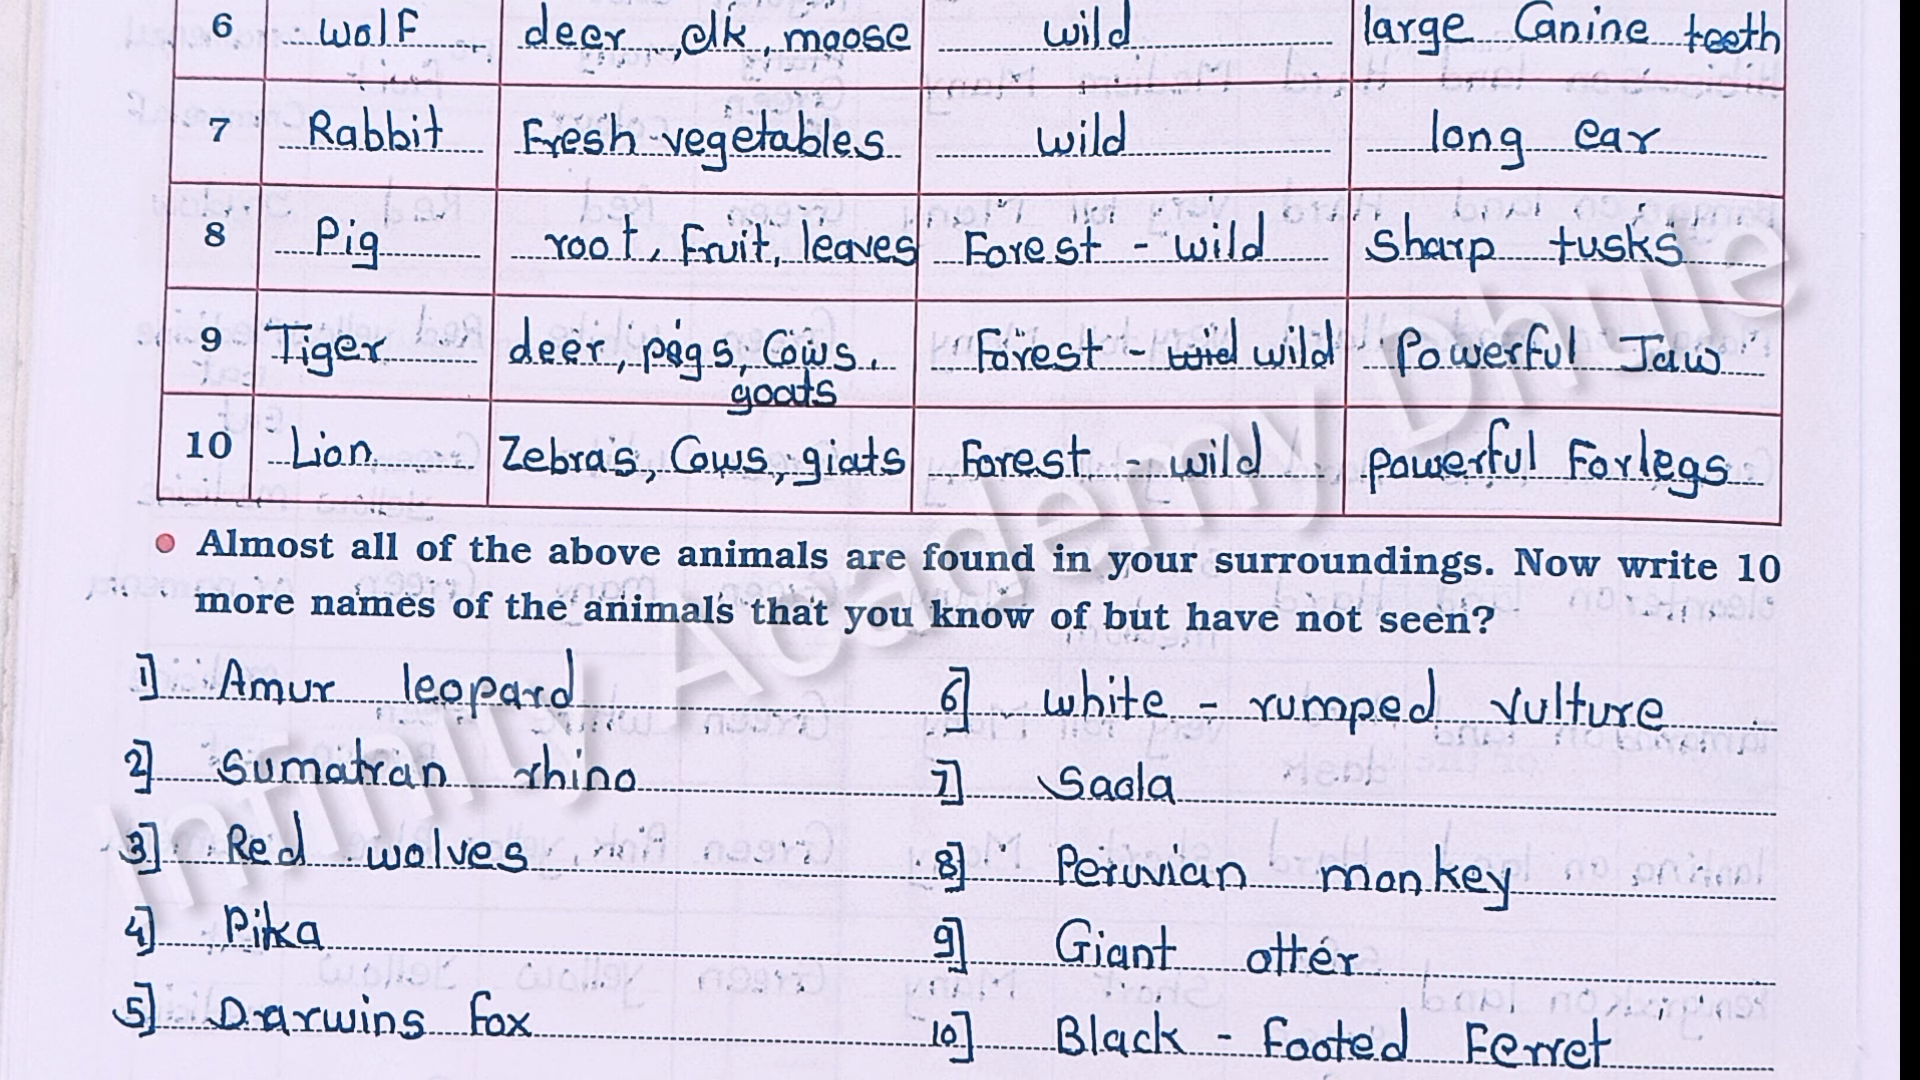 6 Wolf deer, elk, moose wild large Canine teeth
7 Rabbit Fresh vegetables wild long ear
8 Pig root, fruit, leaves Forest - wild Sharp tusks
9 Tiger deer, pigs, Cows, goats Forest - wild Powerful Jaw
10 Lion Zebras, Cows, giats Forest - wild powerful Forlegs
Almost all of the above animals are found in your surroundings. Now write 10
more names of the animals that you know of but have not seen?
1] Amur leopard
2] Sumatran rhino
3] Red wolves
4] Pika
5] Darwins fox
6] white - rumped vulture
7] Saola
8] Peruvian monkey
9] Giant otter
10] Black - Footed Ferret
Infinity Academy Dhule